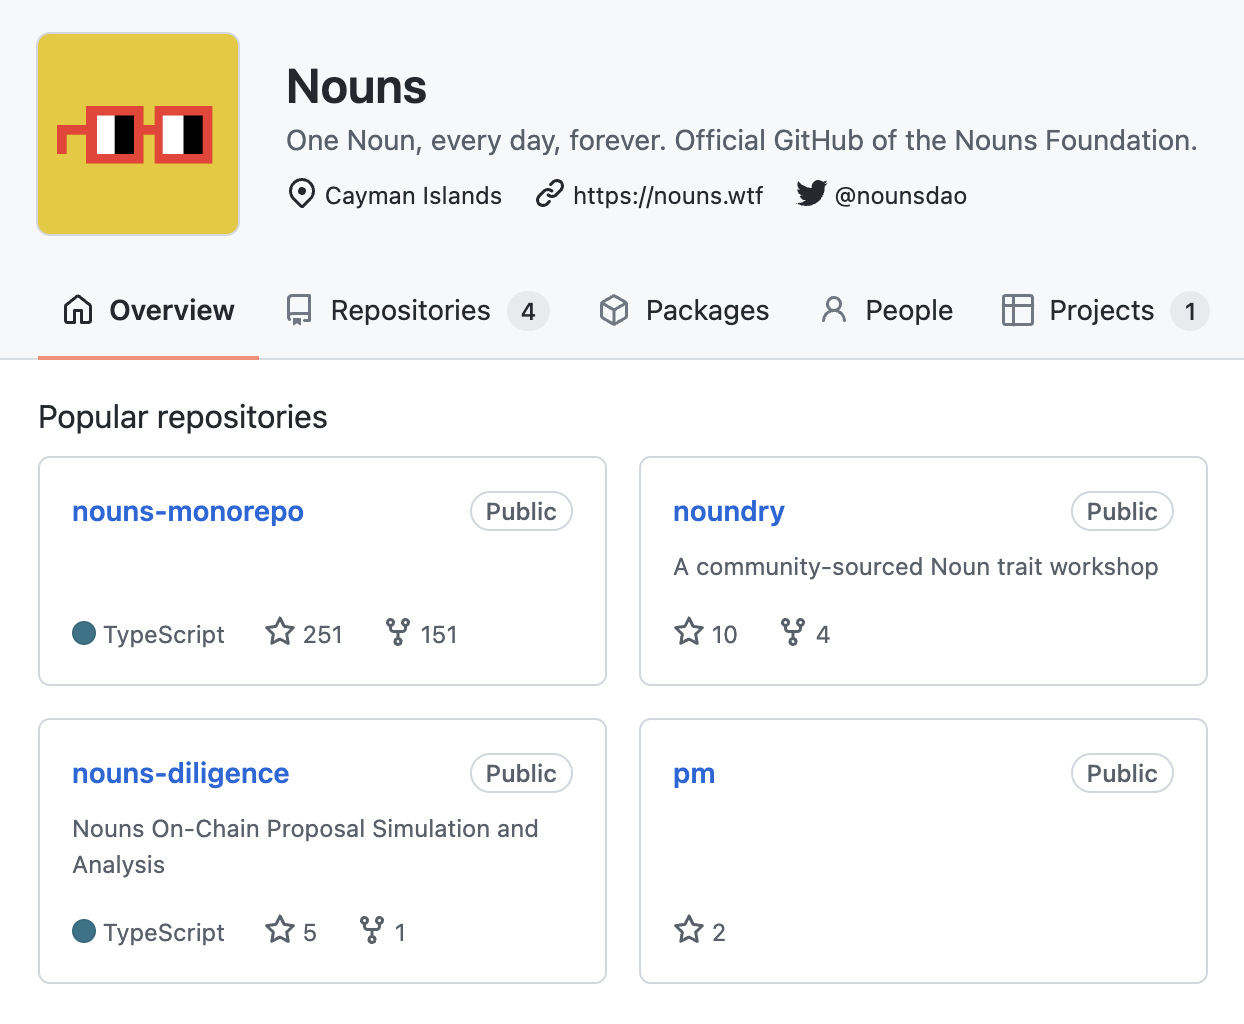 Nouns
One Noun, every day, forever. Official GitHub of the Nouns Foundation.
Cayman Islands https://nouns.wtf @nounsdao
Overview Repositories 4 Packages People Projects 1
Popular repositories
nouns-monorepo Public
TypeScript 251 151
noundry Public
A community-sourced Noun trait workshop
10 4
nouns-diligence Public
Nouns On-Chain Proposal Simulation and
Analysis
TypeScript 5 1
pm Public
2